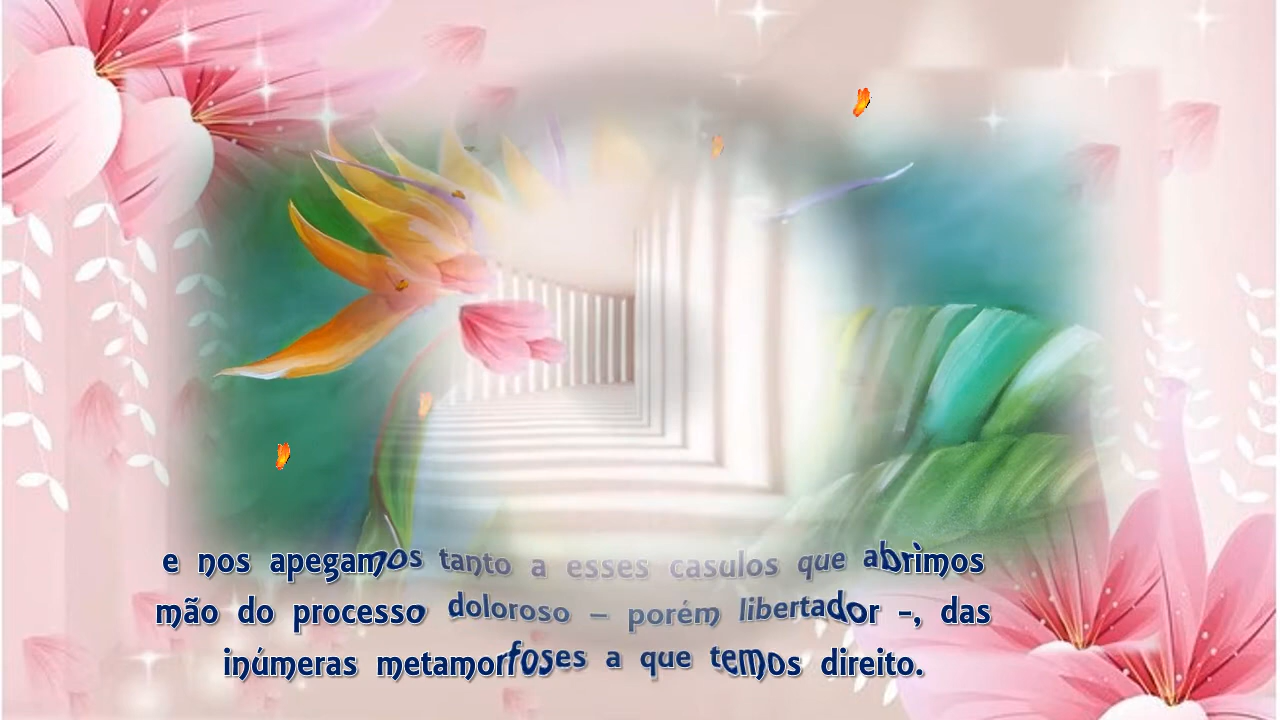 e nos apegamos tanto a esses casulos que abrimos
mão do processo doloroso – porém libertador –, das
inúmeras metamorfoses a que temos direito.